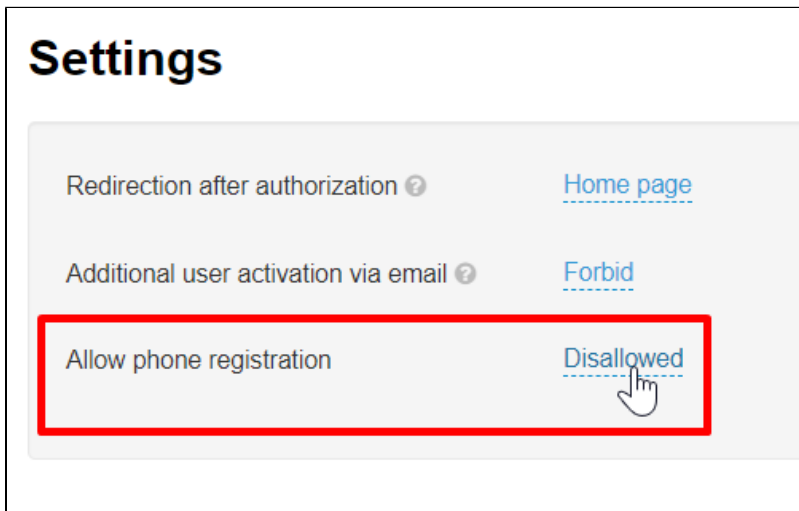 Settings
Redirection after authorization ? Home page
Additional user activation via email ? Forbid
Allow phone registration Disallowed